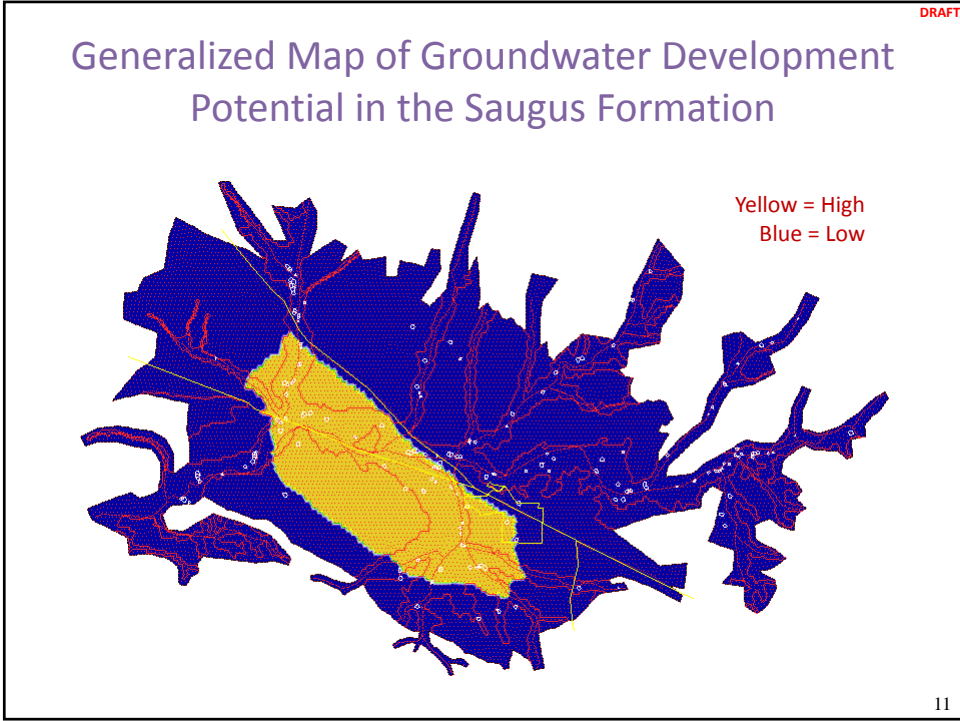 DRAFT
Generalized Map of Groundwater Development
Potential in the Saugus Formation
Yellow = High
Blue = Low
11